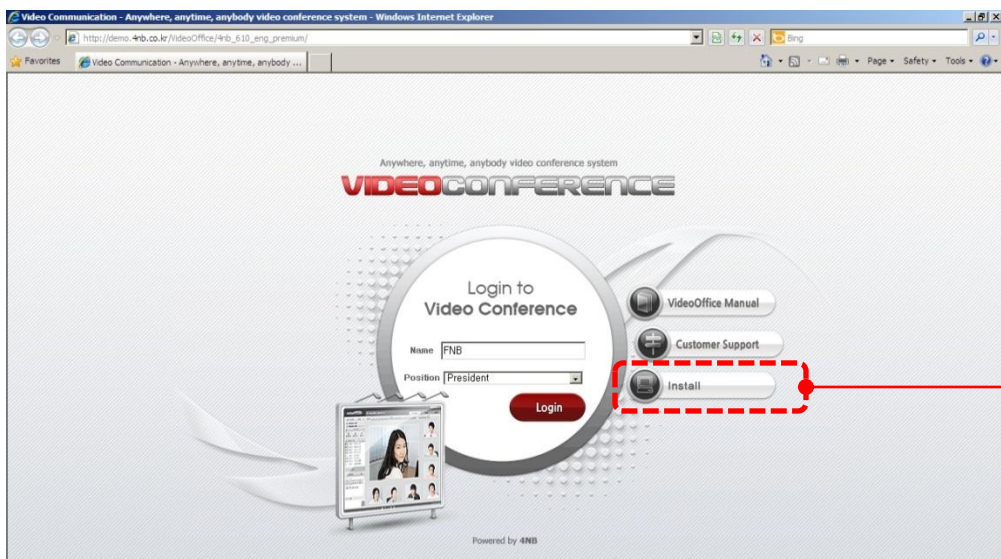 Video Communication - Anywhere, anytime, anybody video conference system - Windows Internet Explorer
http://demo.4nb.co.kr/VideoOffice/4nb_610_eng_premium/
Bing
Favorites
Video Communication - Anywhere, anytime, anybody ...
Page
Safety
Tools
Anywhere, anytime, anybody video conference system
VIDEOCONFERENCE
Login to
Video Conference
Name
FNB
Position
President
Login
VideoOffice Manual
Customer Support
Install
Powered by 4NB